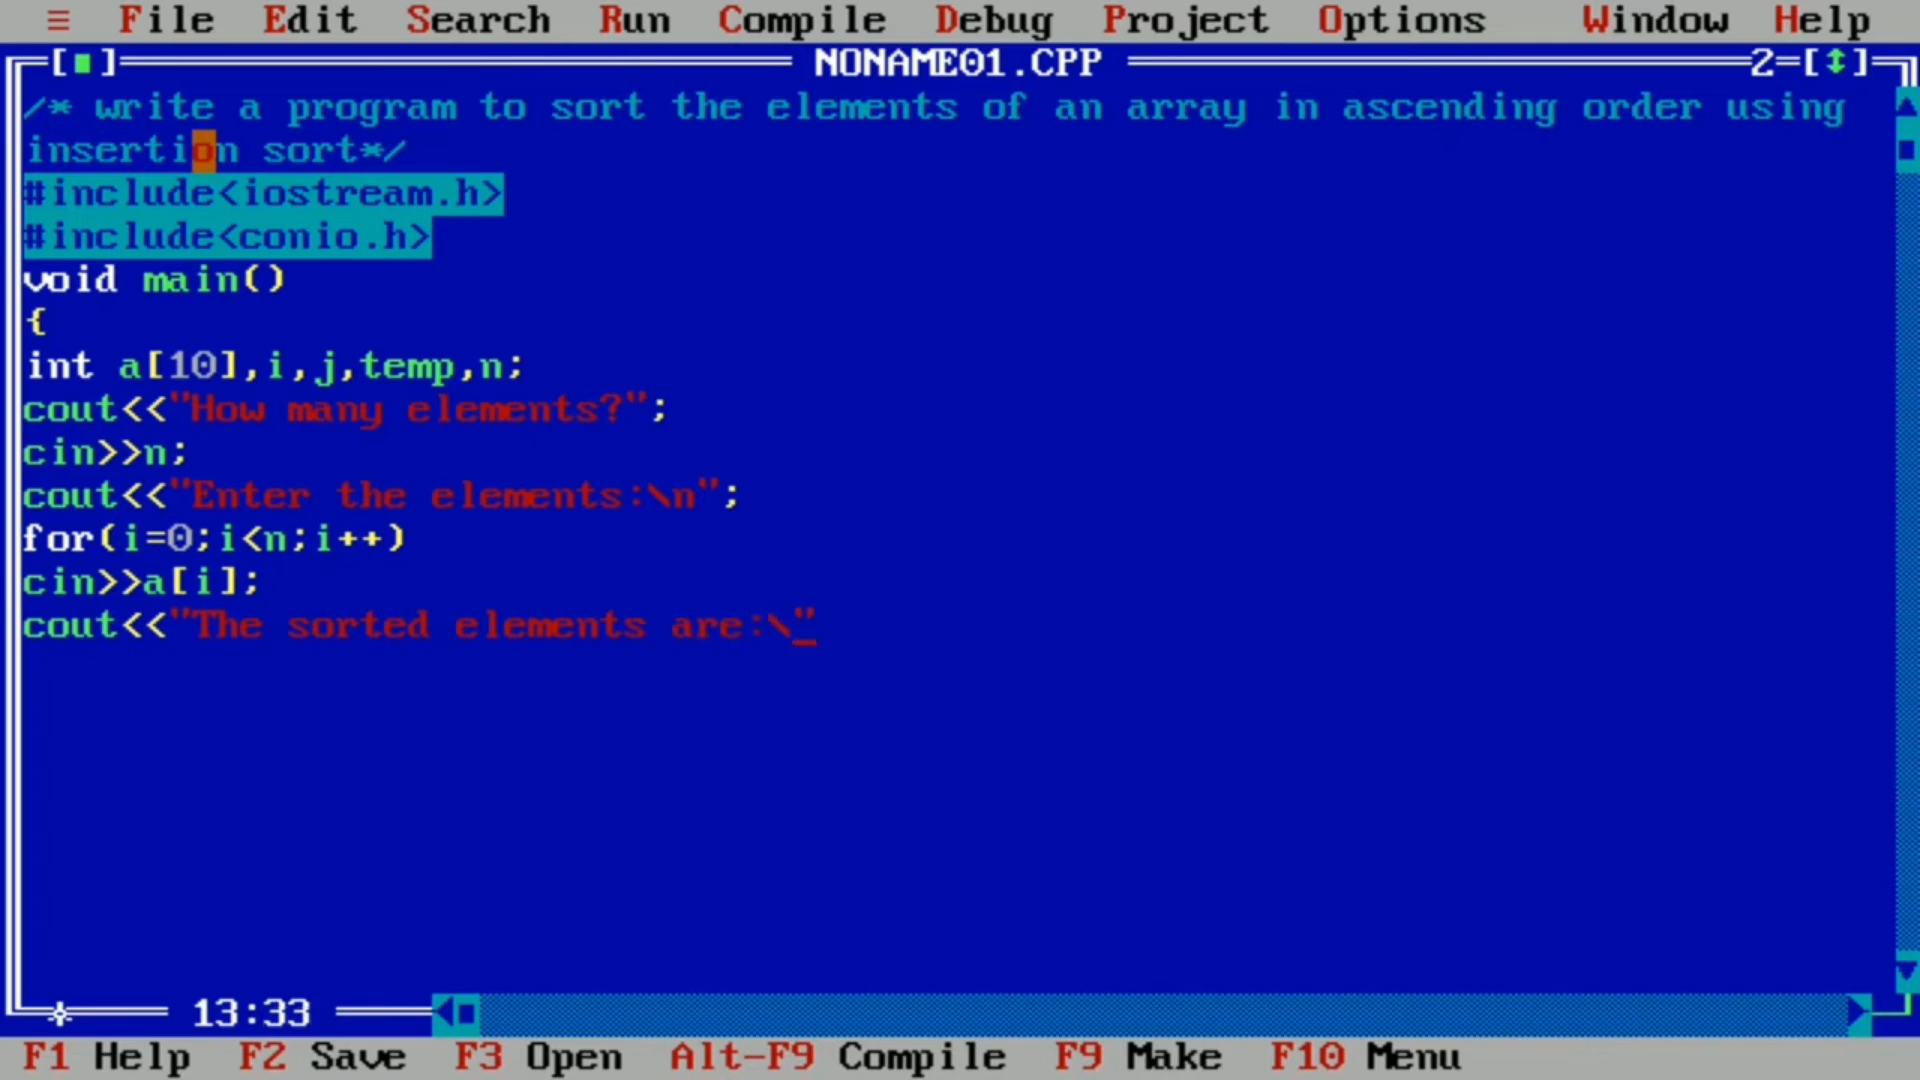 ≡ File Edit Search Run Compile Debug Project Options Window Help
[■] NONAME01.CPP 2=[↕]
/* write a program to sort the elements of an array in ascending order using
insertion sort*/
#include<iostream.h>
#include<conio.h>
void main()
{
int a[10],i,j,temp,n;
cout<<"How many elements?";
cin>>n;
cout<<"Enter the elements:\n";
for(i=0;i<n;i++)
cin>>a[i];
cout<<"The sorted elements are:\"
13:33
F1 Help F2 Save F3 Open Alt-F9 Compile F9 Make F10 Menu